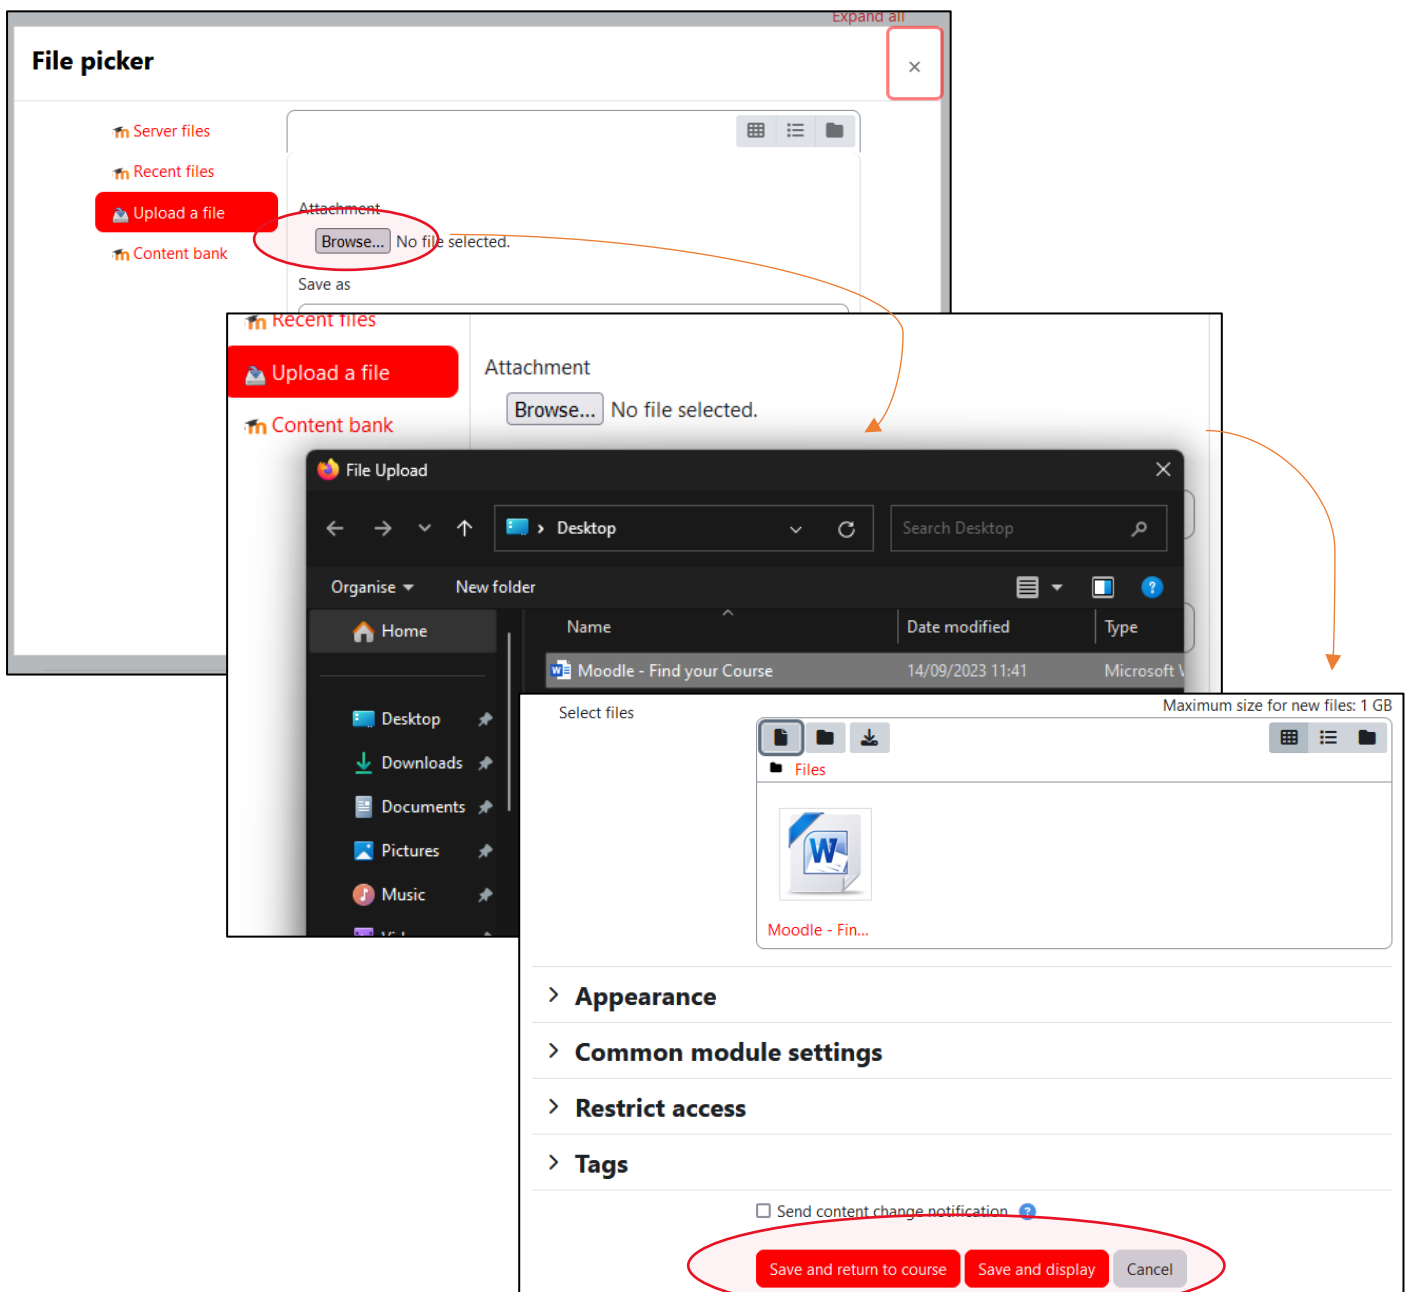 Expand all
File picker
Server files
Recent files
Upload a file
Content bank
Attachment
Browse... No file selected.
Save as
Recent files
Upload a file
Content bank
Attachment
Browse... No file selected.
File Upload
Desktop
Search Desktop
Organise New folder
Home
Desktop
Downloads
Documents
Pictures
Music
Name Date modified Type
Moodle - Find your Course 14/09/2023 11:41 Microsoft
Maximum size for new files: 1 GB
Select files
Files
Moodle - Fin...
Appearance
Common module settings
Restrict access
Tags
Send content change notification
Save and return to course Save and display Cancel